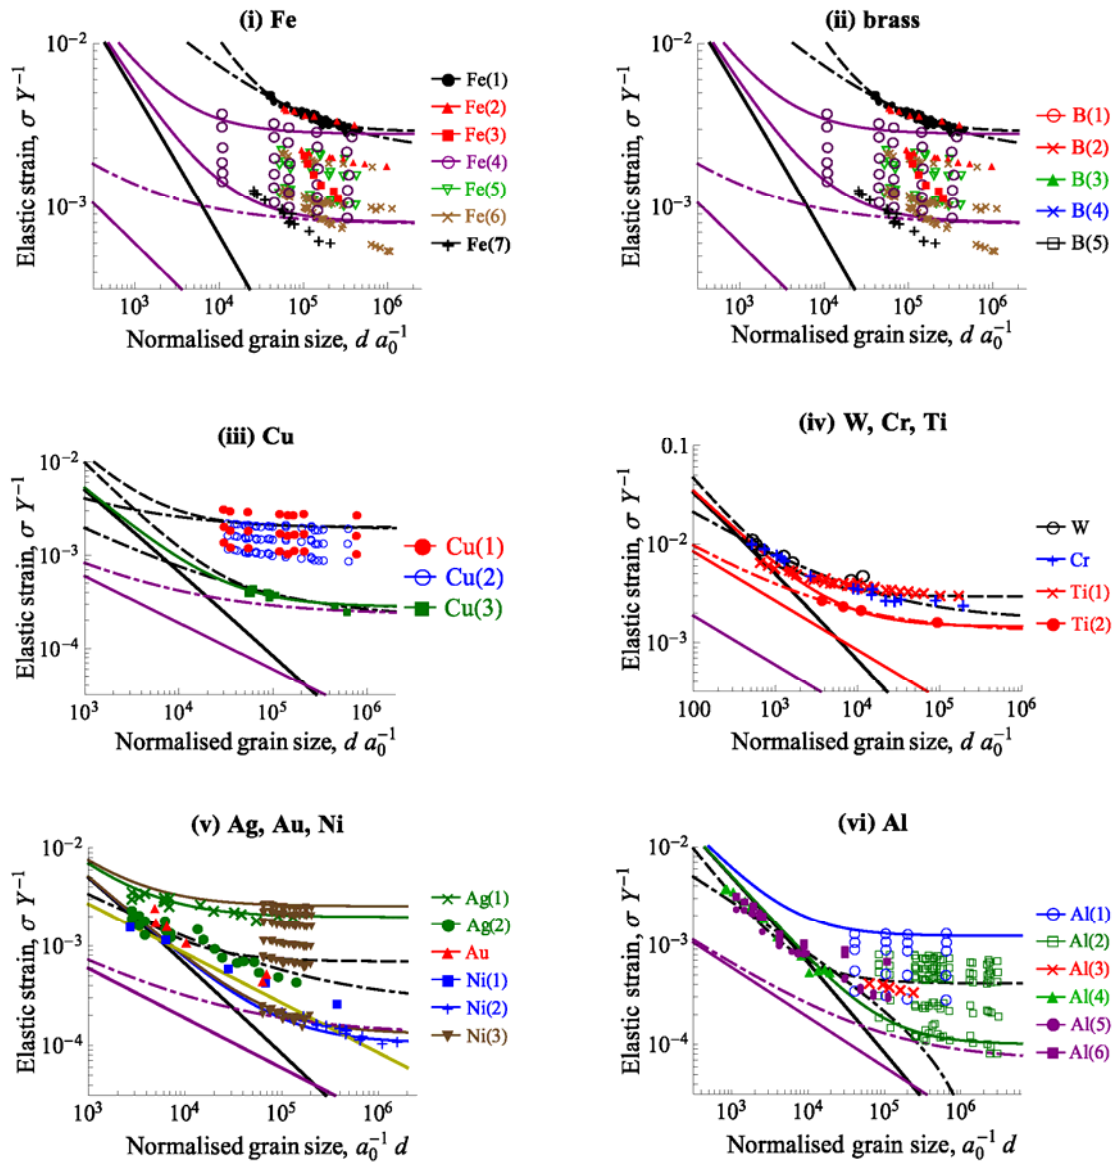 (i) Fe
Elastic strain, σ Y⁻¹
10⁻²
10⁻³
10³ 10⁴ 10⁵ 10⁶
Normalised grain size, d a₀⁻¹
Fe(1)
Fe(2)
Fe(3)
Fe(4)
Fe(5)
Fe(6)
Fe(7)
(ii) brass
Elastic strain, σ Y⁻¹
10⁻²
10⁻³
10³ 10⁴ 10⁵ 10⁶
Normalised grain size, d a₀⁻¹
B(1)
B(2)
B(3)
B(4)
B(5)
(iii) Cu
Elastic strain, σ Y⁻¹
10⁻²
10⁻³
10⁻⁴
10³ 10⁴ 10⁵ 10⁶
Normalised grain size, d a₀⁻¹
Cu(1)
Cu(2)
Cu(3)
(iv) W, Cr, Ti
Elastic strain, σ Y⁻¹
0.1
10⁻²
10⁻³
100 10³ 10⁴ 10⁵ 10⁶
Normalised grain size, d a₀⁻¹
W
Cr
Ti(1)
Ti(2)
(v) Ag, Au, Ni
Elastic strain, σ Y⁻¹
10⁻²
10⁻³
10⁻⁴
10³ 10⁴ 10⁵ 10⁶
Normalised grain size, a₀⁻¹ d
Ag(1)
Ag(2)
Au
Ni(1)
Ni(2)
Ni(3)
(vi) Al
Elastic strain, σ Y⁻¹
10⁻²
10⁻³
10⁻⁴
10³ 10⁴ 10⁵ 10⁶
Normalised grain size, a₀⁻¹ d
Al(1)
Al(2)
Al(3)
Al(4)
Al(5)
Al(6)